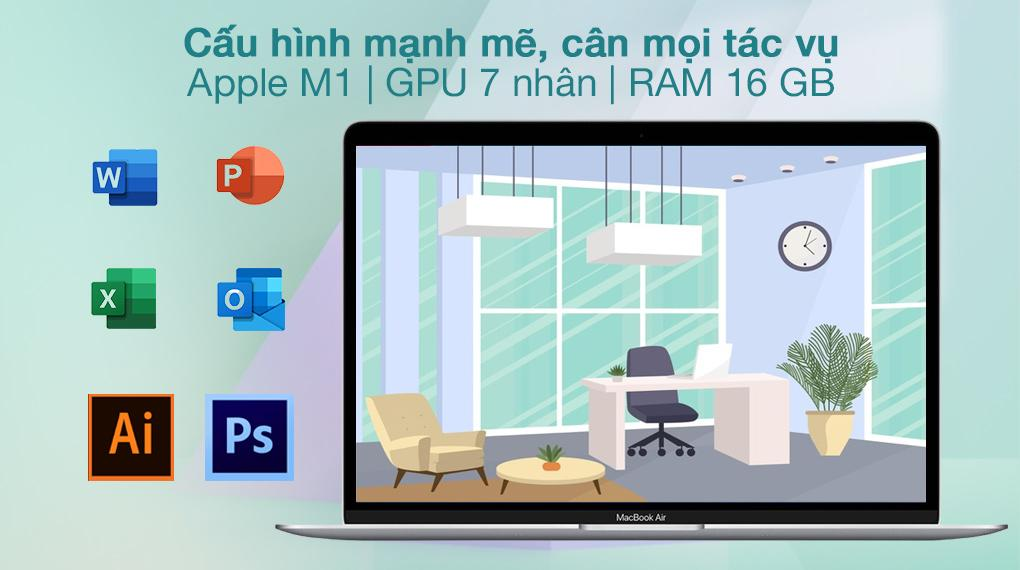 Cấu hình mạnh mẽ, cân mọi tác vụ
Apple M1 | GPU 7 nhân | RAM 16 GB
W
P
X
O
Ai
Ps
MacBook Air